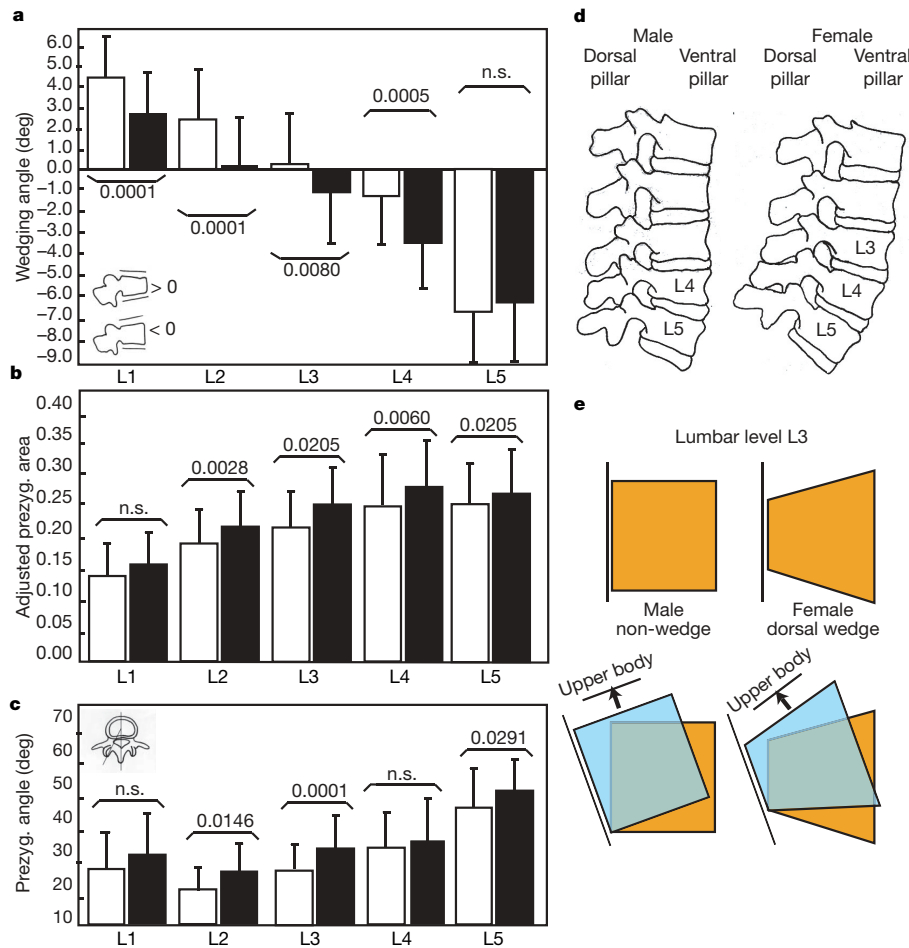 a
Wedging angle (deg)
6.0
5.0
4.0
3.0
2.0
1.0
0.0
–1.0
–2.0
–3.0
–4.0
–5.0
–6.0
–7.0
–8.0
–9.0
0.0001
0.0001
0.0080
0.0005
n.s.
> 0
< 0
L1 L2 L3 L4 L5
b
Adjusted prezyg. area
0.40
0.35
0.30
0.25
0.20
0.15
0.10
0.05
0.00
n.s.
0.0028
0.0205
0.0060
0.0205
L1 L2 L3 L4 L5
c
Prezyg. angle (deg)
70
60
50
40
30
20
10
n.s.
0.0146
0.0001
n.s.
0.0291
L1 L2 L3 L4 L5
d
Male
Dorsal Ventral
pillar pillar
L4
L5
Female
Dorsal Ventral
pillar pillar
L3
L4
L5
e
Lumbar level L3
Male
non-wedge
Female
dorsal wedge
Upper body
Upper body